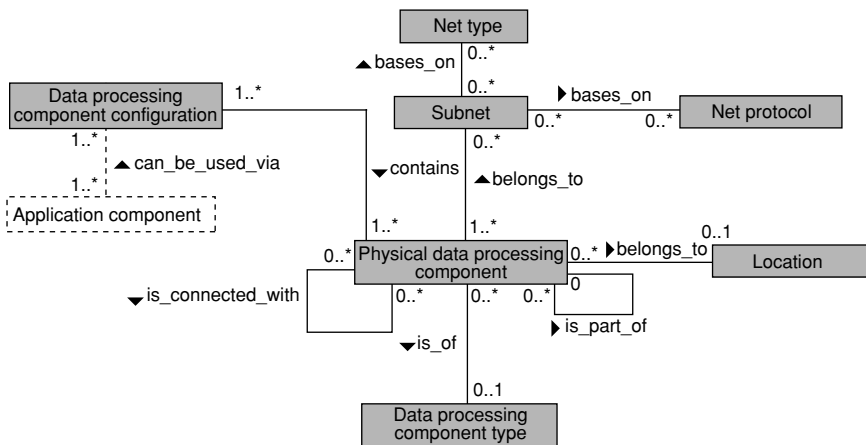 Net type
0..*
bases_on
0..*
1..*
Data processing
component configuration
Subnet
bases_on
0..*
0..*
Net protocol
1..*
0..*
can_be_used_via
contains
belongs_to
1..*
Application component
1..*
1..*
0..1
0..*
Physical data processing
component
0..*
belongs_to
Location
0
is_connected_with
0..*
0..*
0..*
is_of
is_part_of
0..1
Data processing
component type